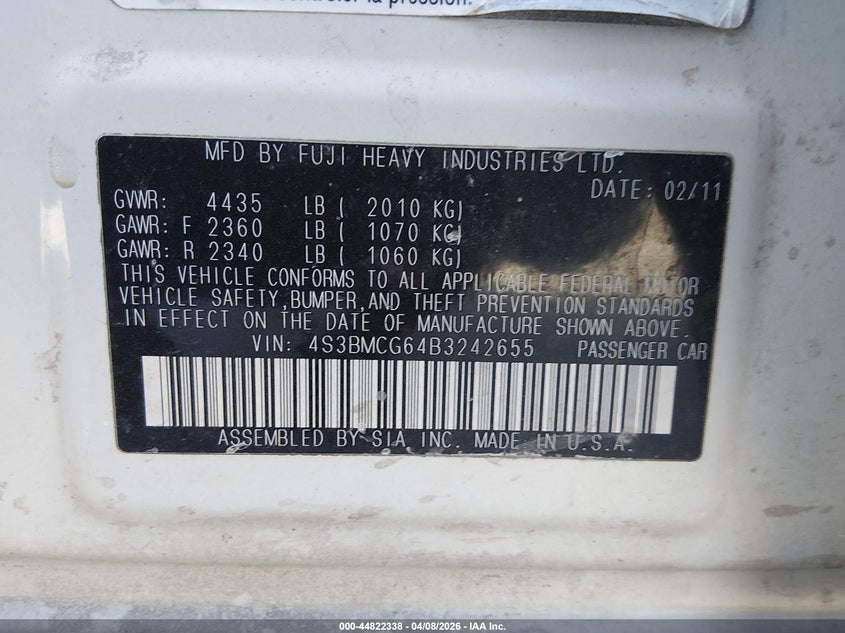 MFD BY FUJI HEAVY INDUSTRIES LTD.
DATE: 02/11
GVWR: 4435 LB ( 2010 KG)
GAWR: F 2360 LB ( 1070 KG)
GAWR: R 2340 LB ( 1060 KG)
THIS VEHICLE CONFORMS TO ALL APPLICABLE FEDERAL MOTOR
VEHICLE SAFETY,BUMPER,AND THEFT PREVENTION STANDARDS
IN EFFECT ON THE DATE OF MANUFACTURE SHOWN ABOVE.
VIN: 4S3BMCG64B3242655 PASSENGER CAR
ASSEMBLED BY SIA INC. MADE IN U.S.A.
000-44822338 - 04/08/2026 - IAA Inc.